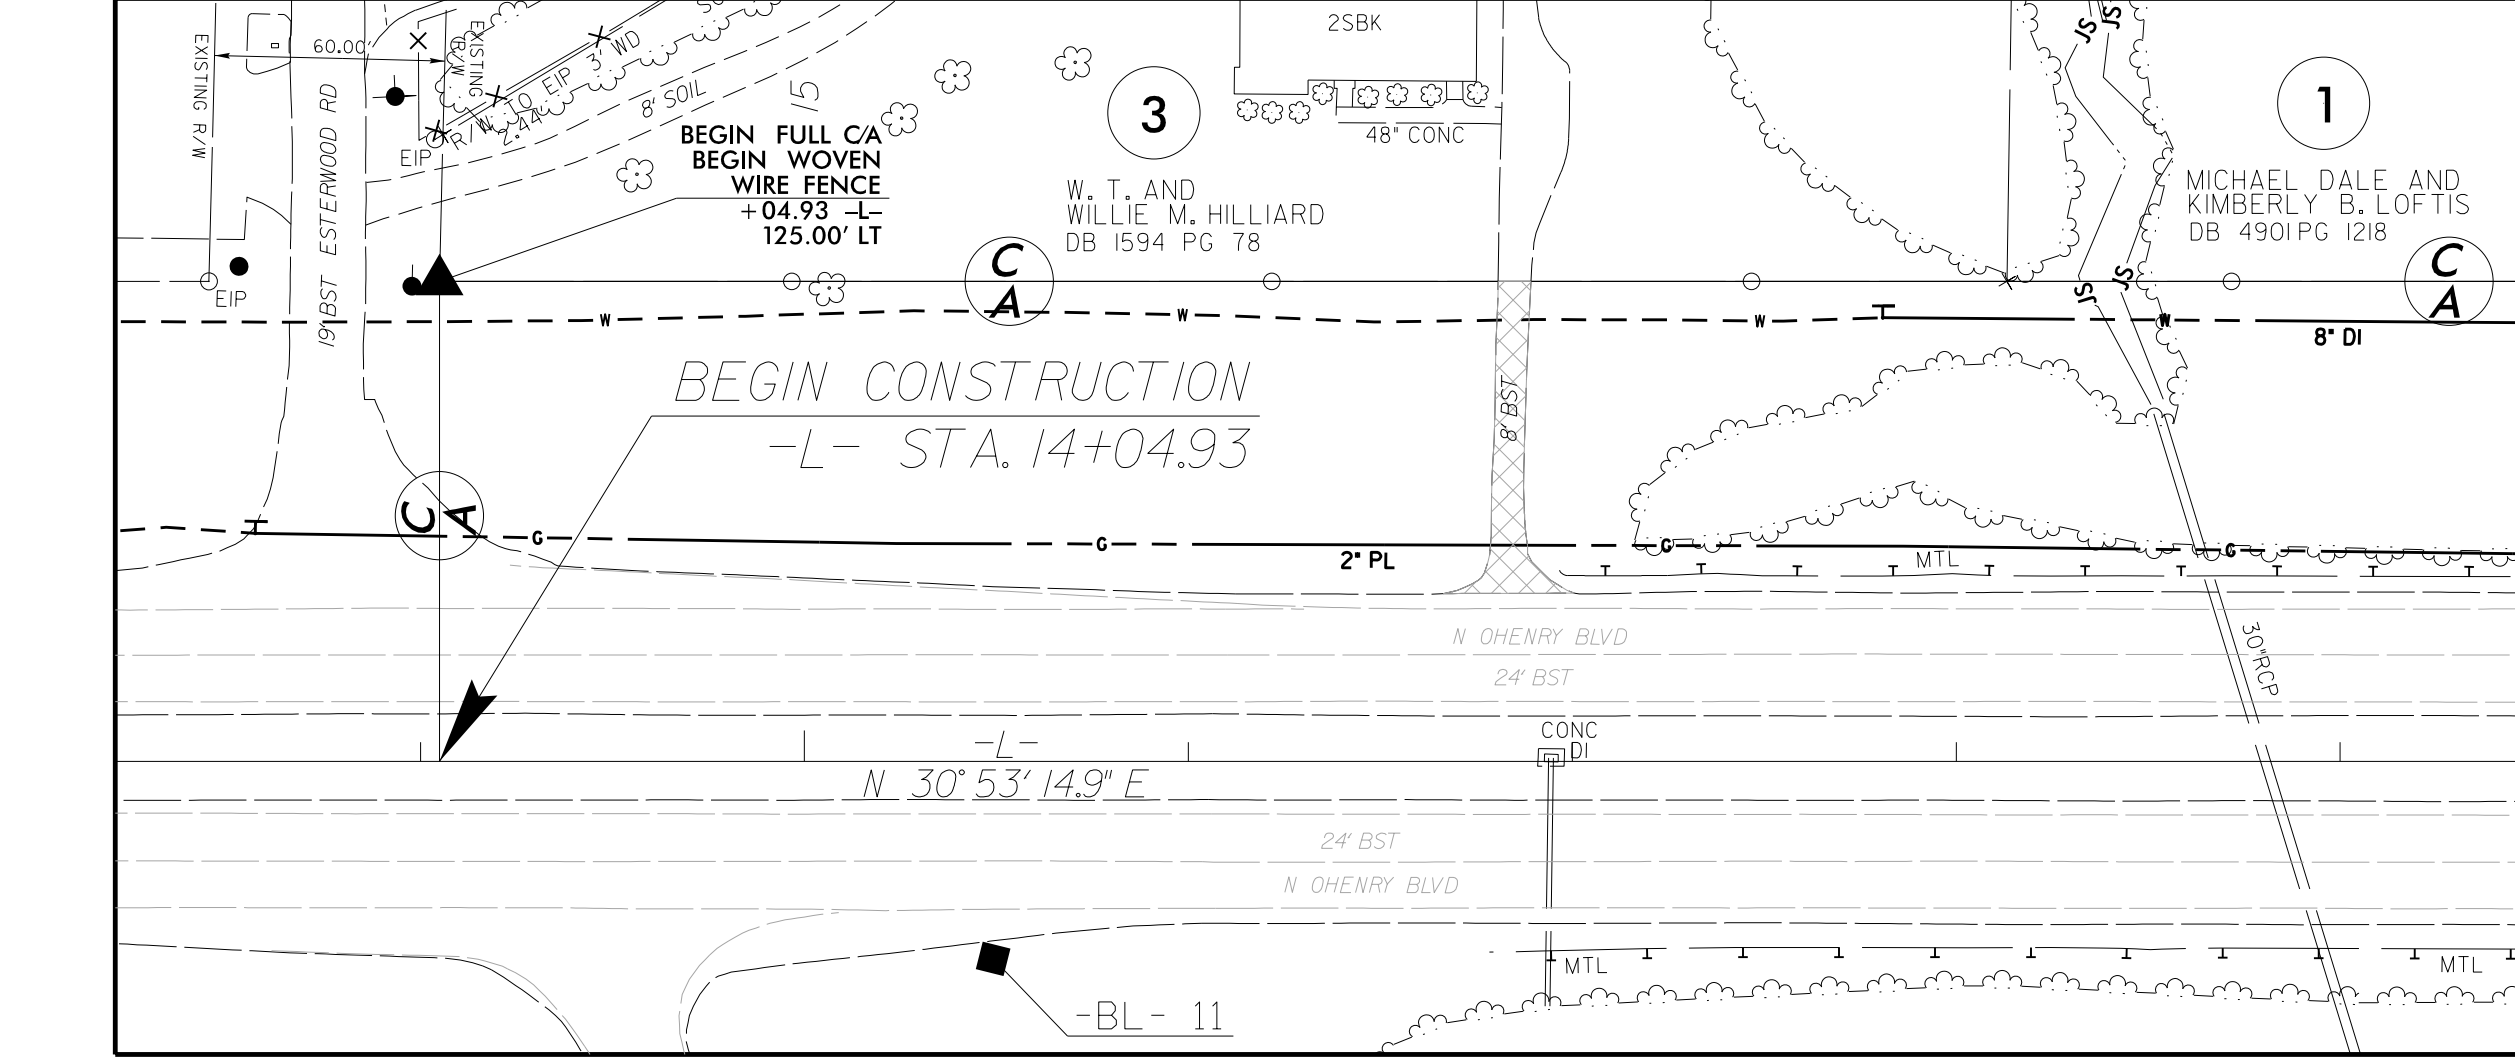 2SBK
EXISTING R/W
60.00'
EXISTING
R/W
R/W TO EIP 3' WD
2.44'
8' SOIL
15
EIP
19' BST ESTERWOOD RD
BEGIN FULL C/A
BEGIN WOVEN
WIRE FENCE
+04.93 -L-
125.00' LT
3
W. T. AND
WILLIE M. HILLIARD
DB 1594 PG 78
48" CONC
JS
JS
1
MICHAEL DALE AND
KIMBERLY B. LOFTIS
DB 4901 PG 1218
C
A
C
A
EIP
JS
JS
W
W
W
W
8" DI
BEGIN CONSTRUCTION
-L- STA. 14+04.93
8' BST
C
A
G
G
G
G
2" PL
MTL
N OHENRY BLVD
24' BST
30"RCP
CONC
DI
-L-
N 30° 53' 14.9" E
24' BST
N OHENRY BLVD
MTL
MTL
-BL- 11